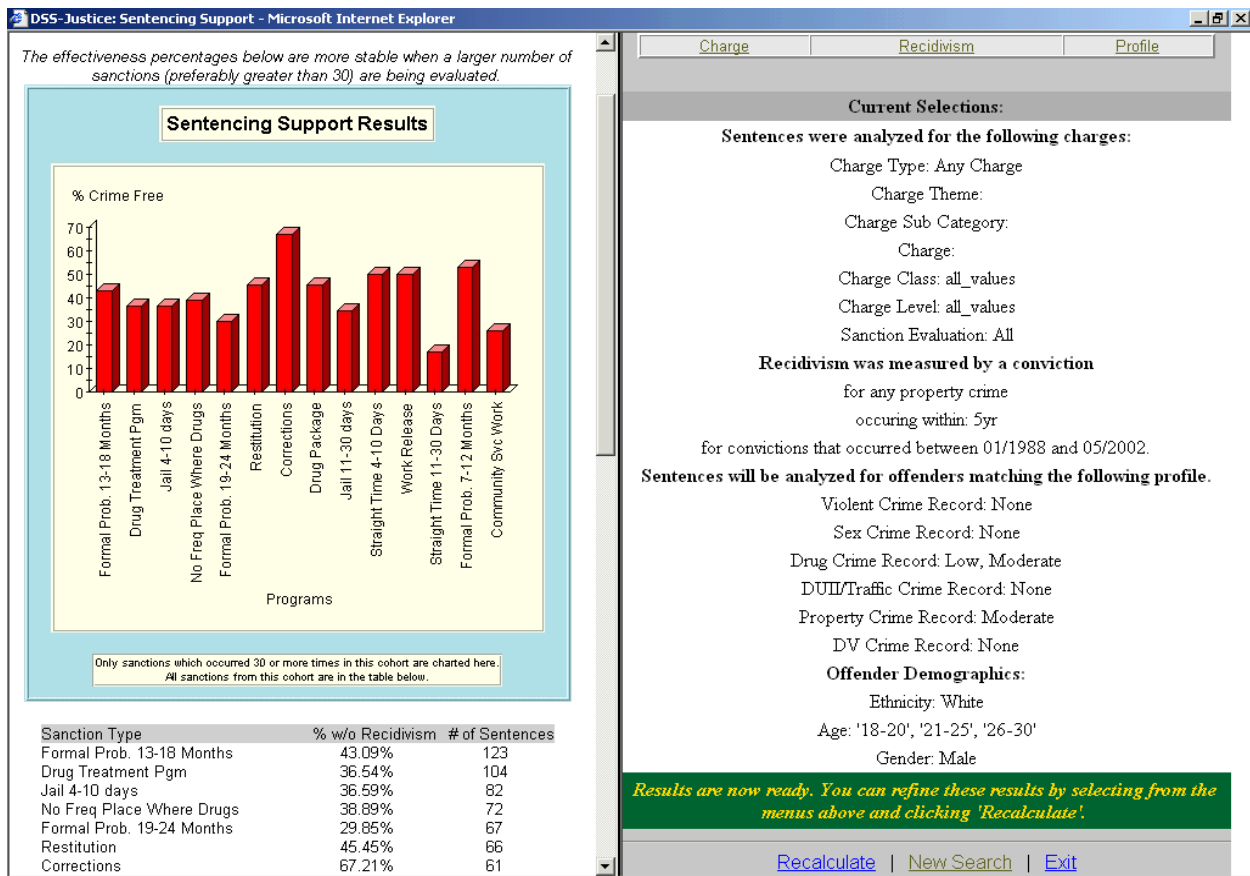 DSS-Justice: Sentencing Support - Microsoft Internet Explorer
The effectiveness percentages below are more stable when a larger number of
sanctions (preferably greater than 30) are being evaluated.
Sentencing Support Results
% Crime Free
70
60
50
40
30
20
10
0
Formal Prob. 13-18 Months
Drug Treatment Pgm
Jail 4-10 days
No Freq Place Where Drugs
Formal Prob. 19-24 Months
Restitution
Corrections
Drug Package
Jail 11-30 days
Straight Time 4-10 Days
Work Release
Straight Time 11-30 Days
Formal Prob. 7-12 Months
Community Svc Work
Programs
Only sanctions which occurred 30 or more times in this cohort are charted here.
All sanctions from this cohort are in the table below.
Sanction Type % w/o Recidivism # of Sentences
Formal Prob. 13-18 Months 43.09% 123
Drug Treatment Pgm 36.54% 104
Jail 4-10 days 36.59% 82
No Freq Place Where Drugs 38.89% 72
Formal Prob. 19-24 Months 29.85% 67
Restitution 45.45% 66
Corrections 67.21% 61
Charge Recidivism Profile
Current Selections:
Sentences were analyzed for the following charges:
Charge Type: Any Charge
Charge Theme:
Charge Sub Category:
Charge:
Charge Class: all_values
Charge Level: all_values
Sanction Evaluation: All
Recidivism was measured by a conviction
for any property crime
occuring within: 5yr
for convictions that occurred between 01/1988 and 05/2002.
Sentences will be analyzed for offenders matching the following profile.
Violent Crime Record: None
Sex Crime Record: None
Drug Crime Record: Low, Moderate
DUII/Traffic Crime Record: None
Property Crime Record: Moderate
DV Crime Record: None
Offender Demographics:
Ethnicity: White
Age: '18-20', '21-25', '26-30'
Gender: Male
Results are now ready. You can refine these results by selecting from the
menus above and clicking 'Recalculate'.
Recalculate | New Search | Exit